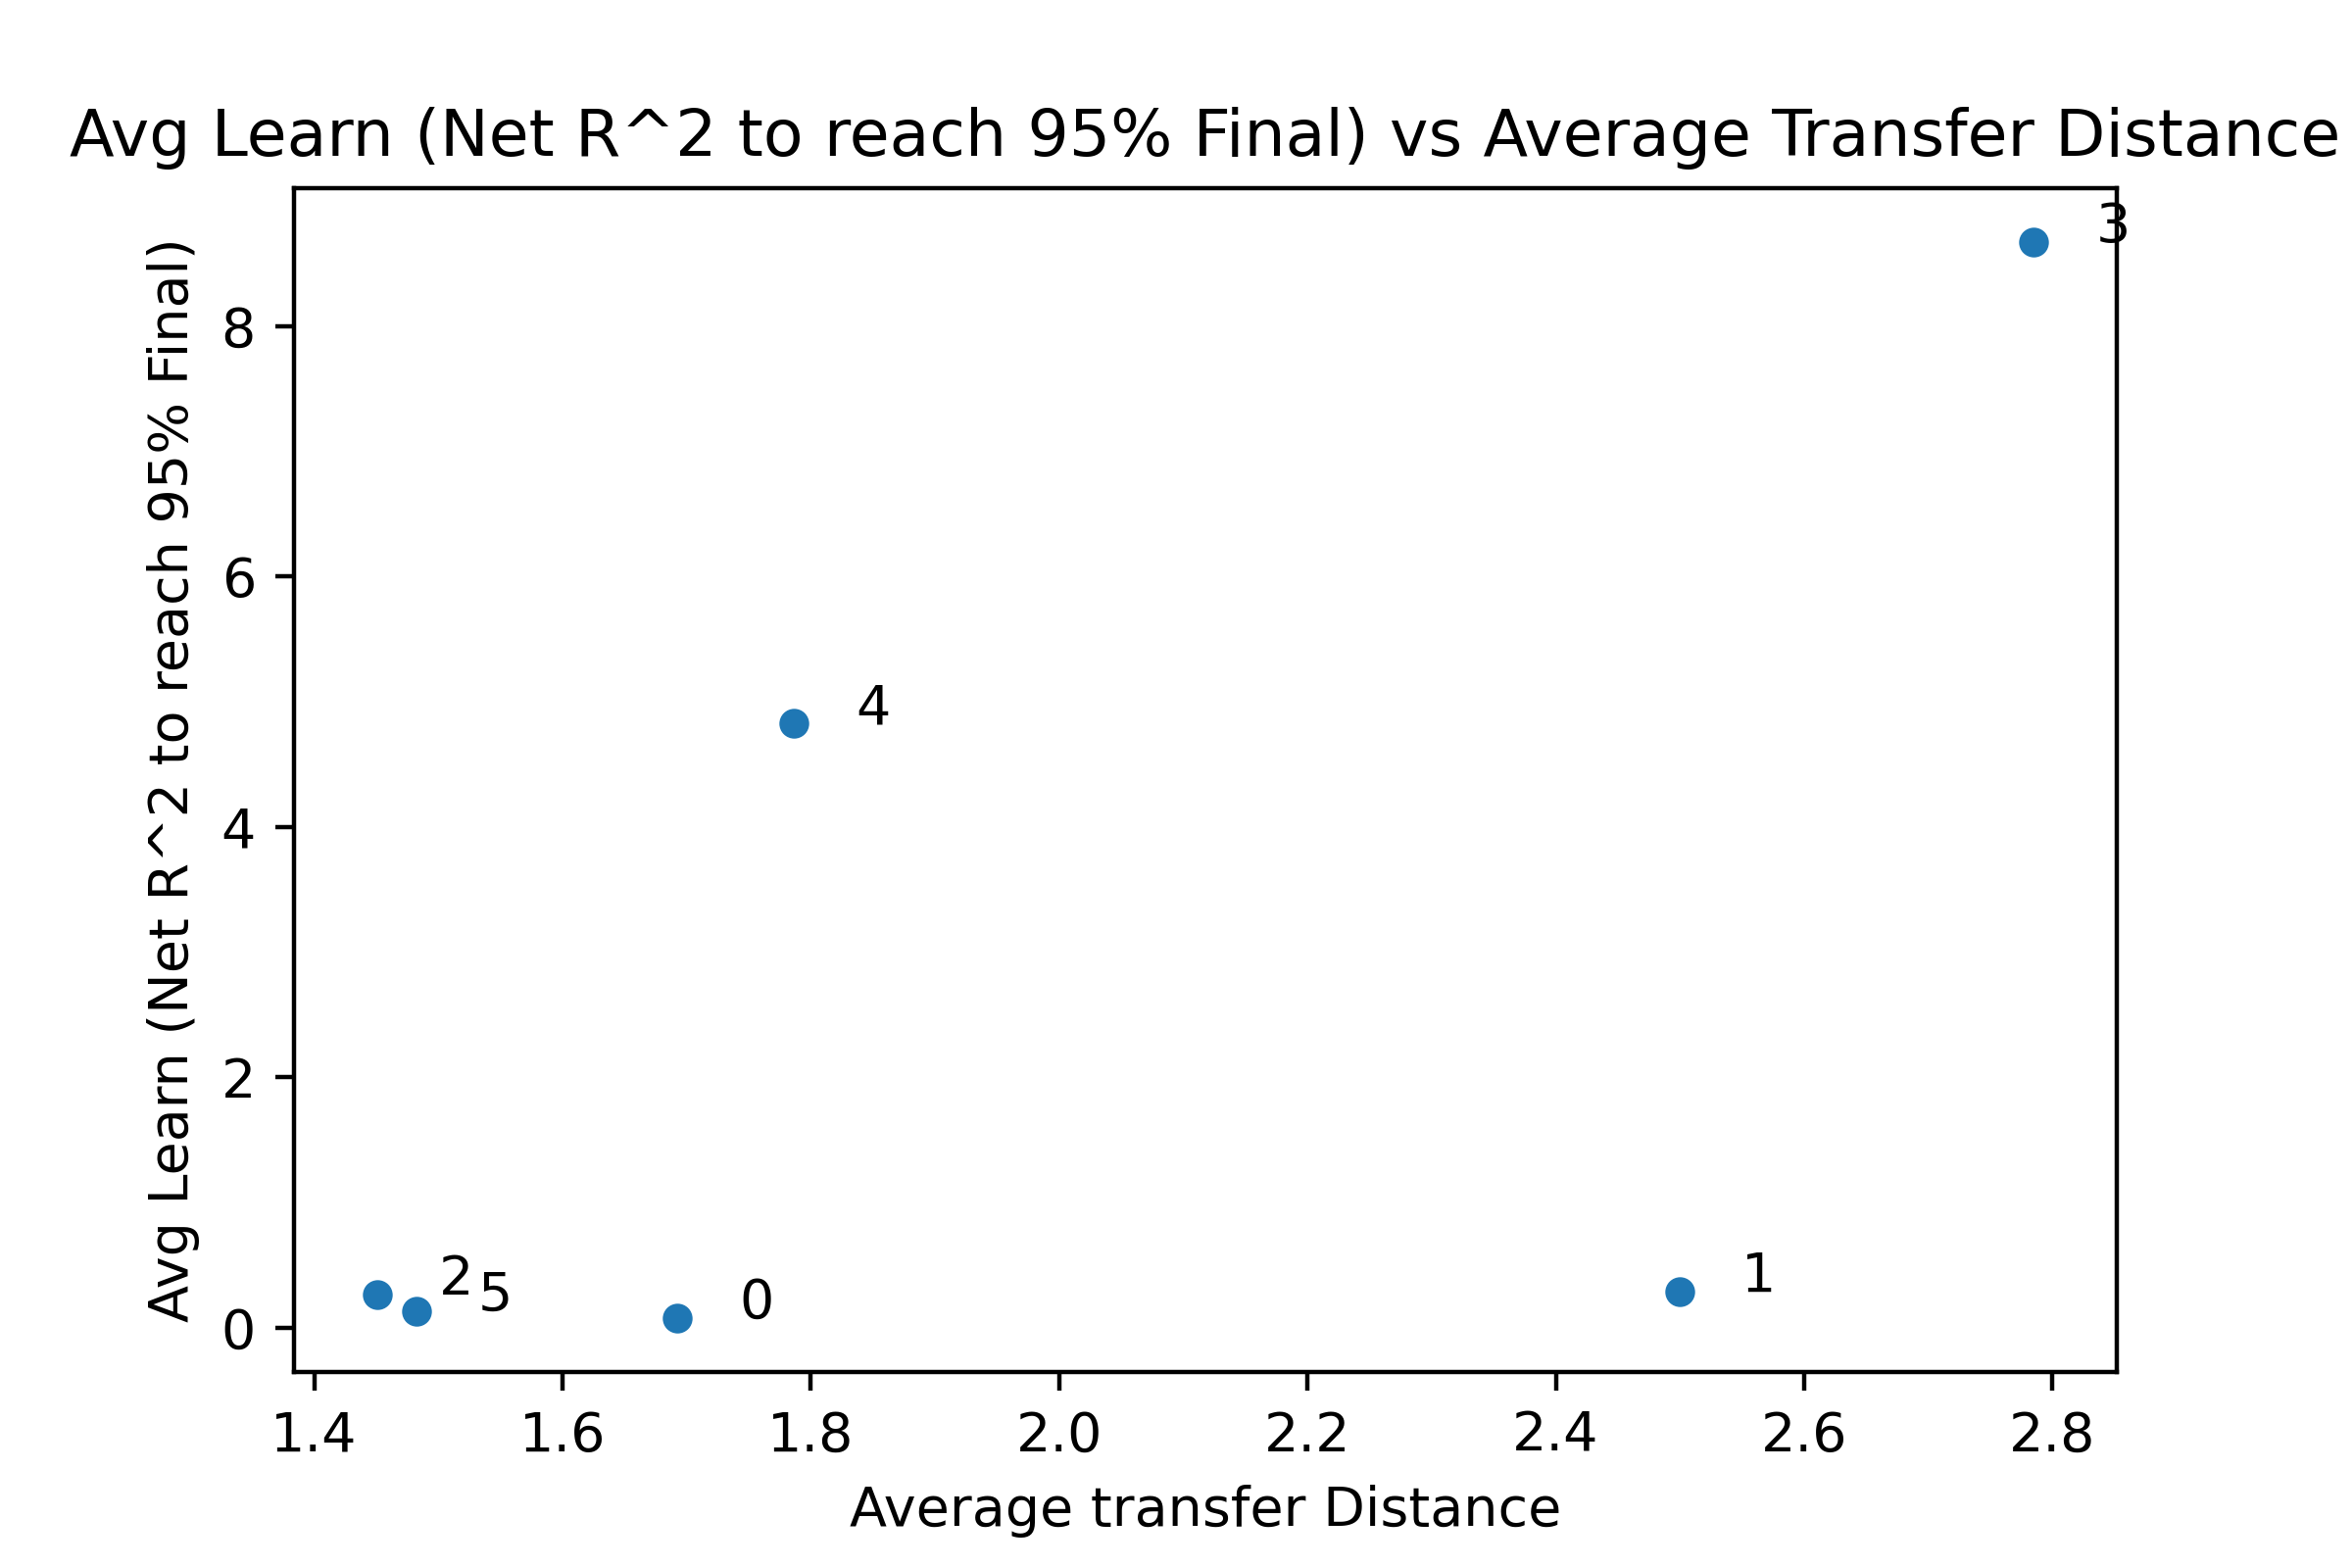 Avg Learn (Net R^2 to reach 95% Final) vs Average Transfer Distance
Avg Learn (Net R^2 to reach 95% Final)
8
6
4
2
0
3
4
2
5
0
1
1.4 1.6 1.8 2.0 2.2 2.4 2.6 2.8
Average transfer Distance